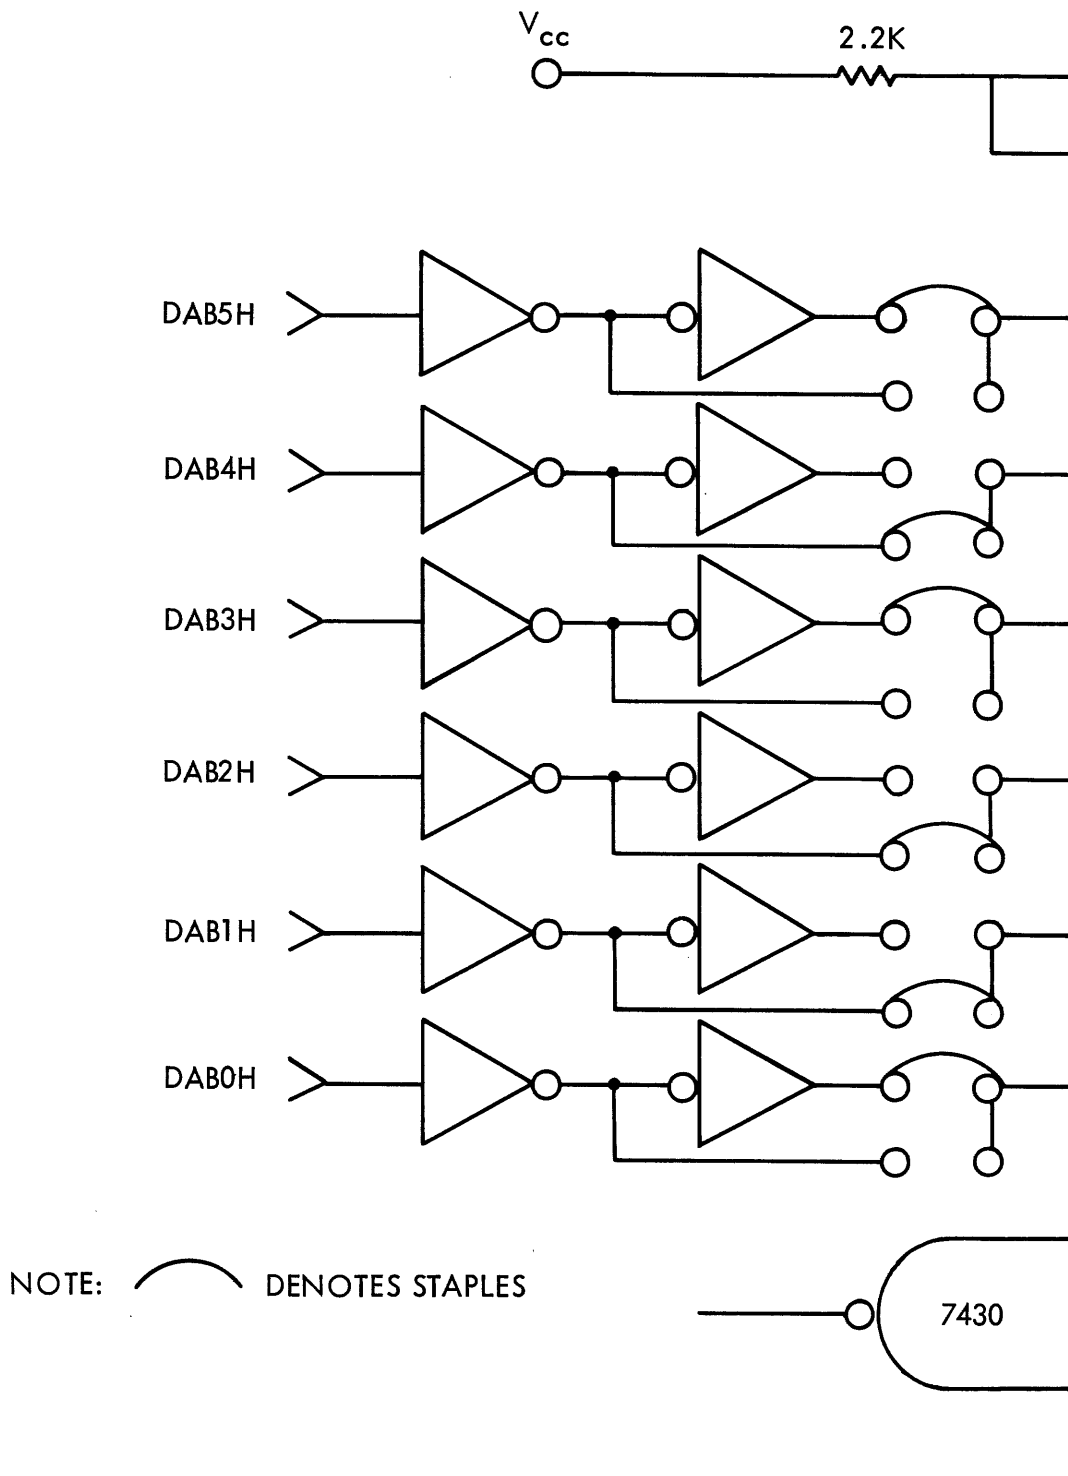 Vcc
2.2K
DAB5H
DAB4H
DAB3H
DAB2H
DAB1H
DAB0H
NOTE: DENOTES STAPLES
7430